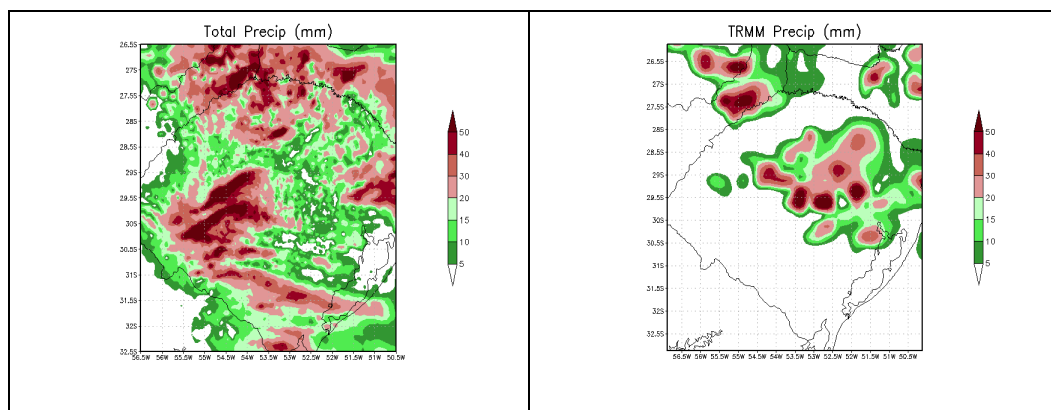 Total Precip (mm)
26.5S
27S
27.5S
28S
28.5S
29S
29.5S
30S
30.5S
31S
31.5S
32S
32.5S
56.5W 56W 55.5W 55W 54.5W 54W 53.5W 53W 52.5W 52W 51.5W 51W 50.5W
50
40
30
20
15
10
5
TRMM Precip (mm)
26.5S
27S
27.5S
28S
28.5S
29S
29.5S
30S
30.5S
31S
31.5S
32S
32.5S
56.5W 56W 55.5W 55W 54.5W 54W 53.5W 53W 52.5W 52W 51.5W 51W 50.5W
50
40
30
20
15
10
5